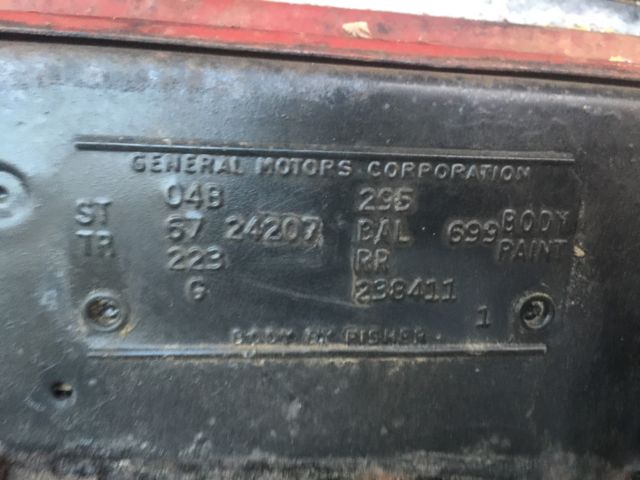 GENERAL MOTORS CORPORATION
04B 296
ST 67 24207 BAL 699 BODY
TR 223 RR PAINT
G 238411
1
BODY BY FISHER